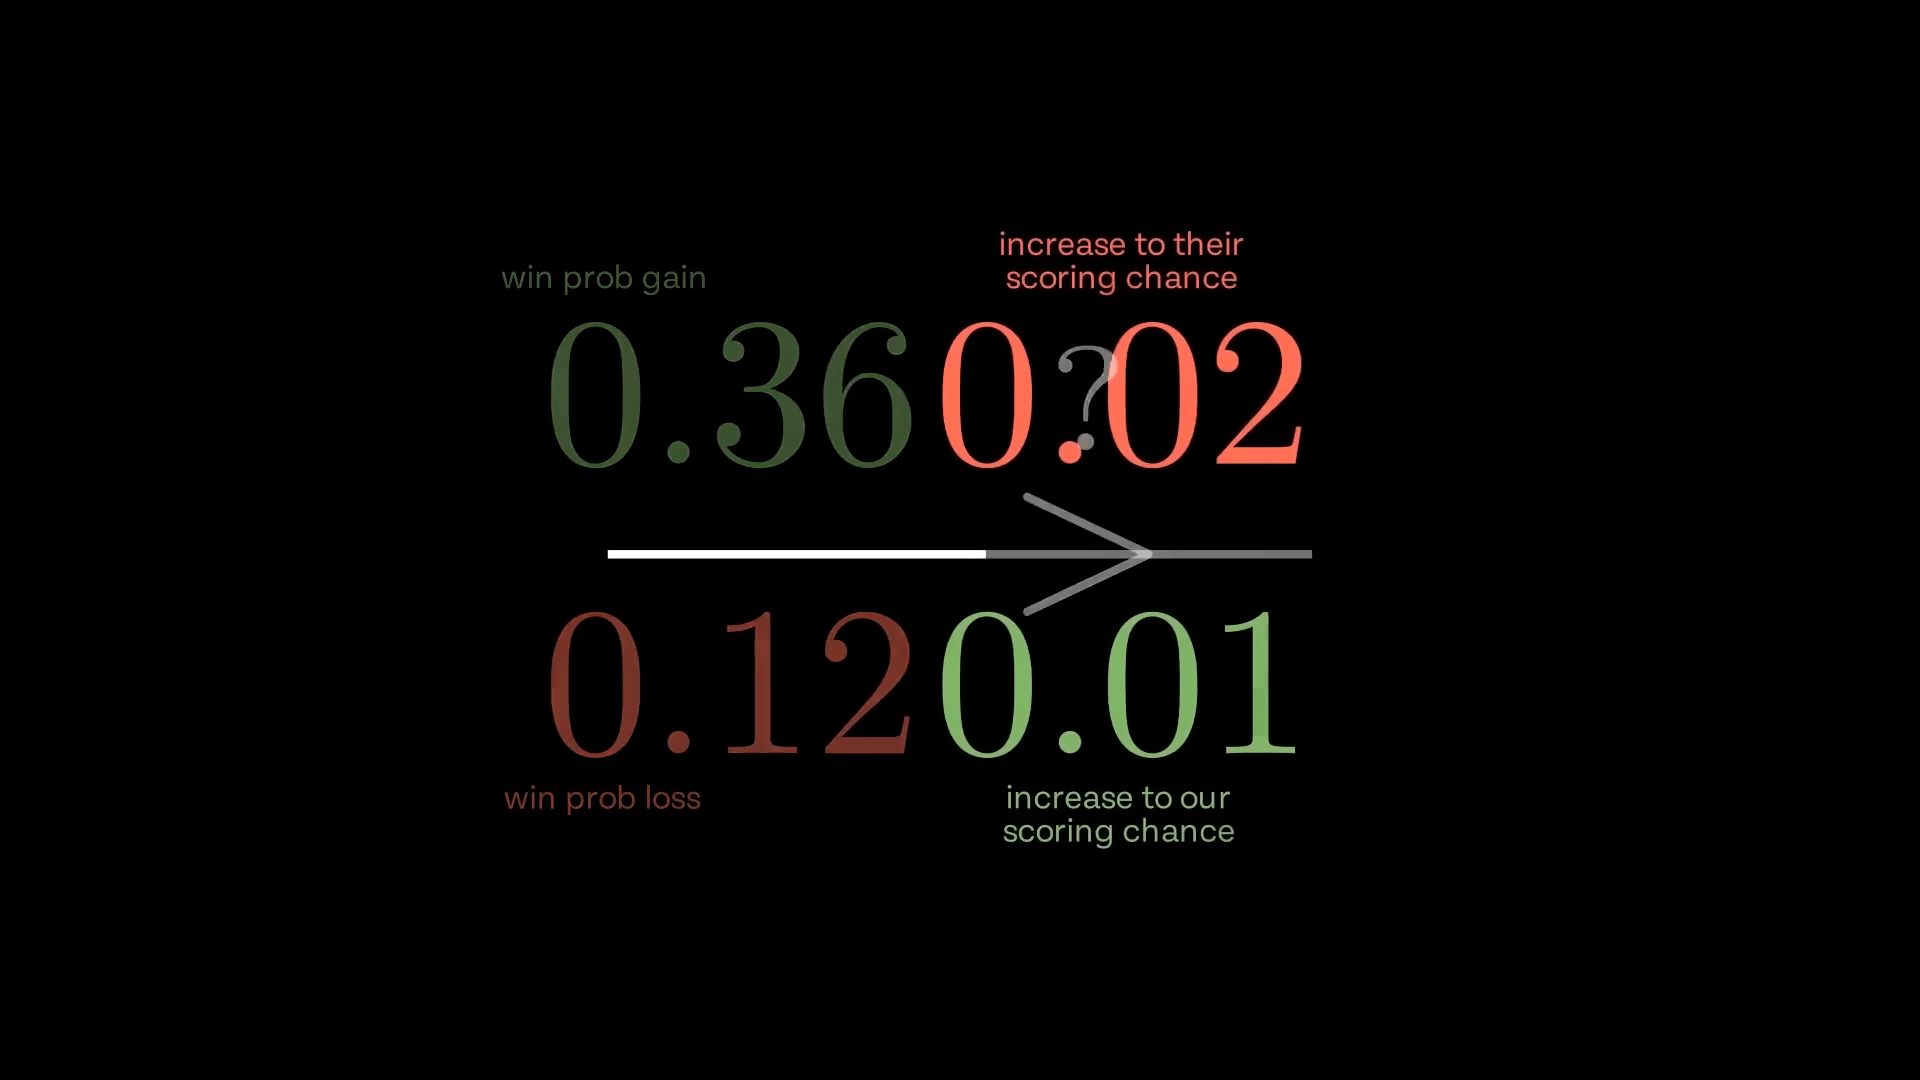 win prob gain
increase to their
scoring chance
0.36
?
0.02
>
0.12
0.01
win prob loss
increase to our
scoring chance